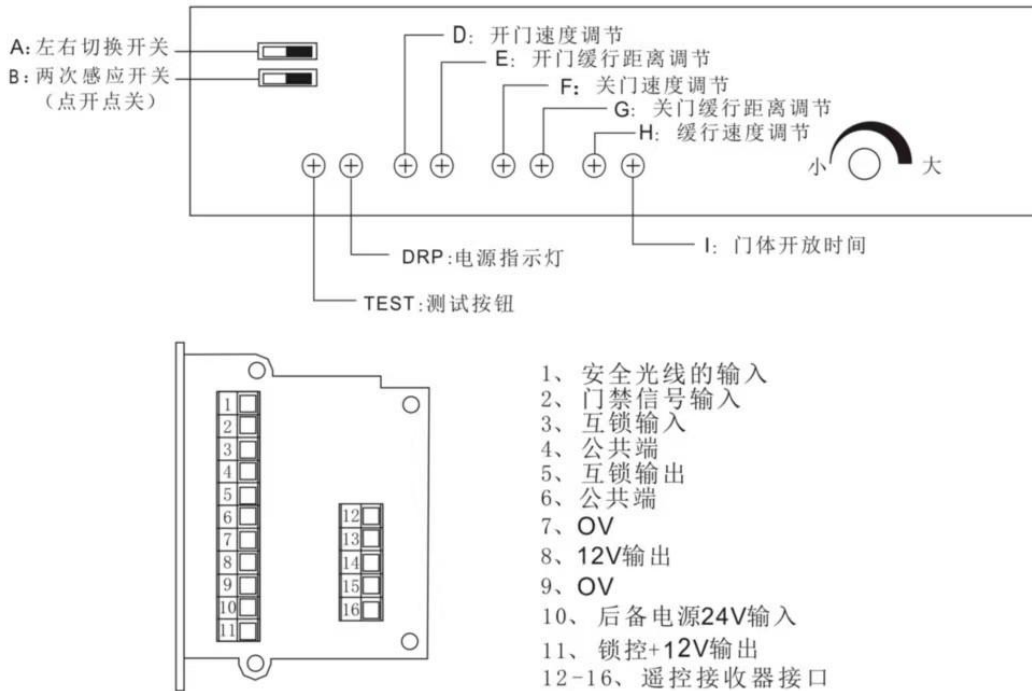 A:左右切换开关
B:两次感应开关
（点开点关）
D: 开门速度调节
E: 开门缓行距离调节
F: 关门速度调节
G: 关门缓行距离调节
H: 缓行速度调节
小 大
I: 门体开放时间
DRP:电源指示灯
TEST:测试按钮
1
2
3
4
5
6
7
8
9
10
11
12
13
14
15
16
1、安全光线的输入
2、门禁信号输入
3、互锁输入
4、公共端
5、互锁输出
6、公共端
7、OV
8、12V输出
9、OV
10、后备电源24V输入
11、锁控+12V输出
12-16、遥控接收器接口